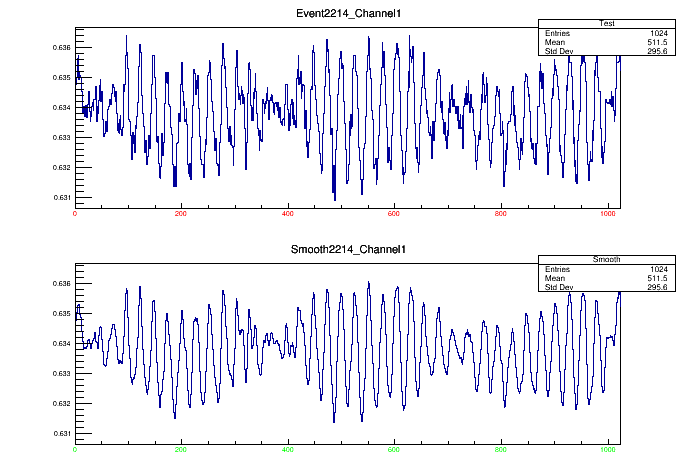 Event2214_Channel1
Test
Entries 1024
Mean 511.5
Std Dev 295.6
0.636
0.635
0.634
0.633
0.632
0.631
0 200 400 600 800 1000
Smooth2214_Channel1
Smooth
Entries 1024
Mean 511.5
Std Dev 295.6
0.636
0.635
0.634
0.633
0.632
0.631
0 200 400 600 800 1000